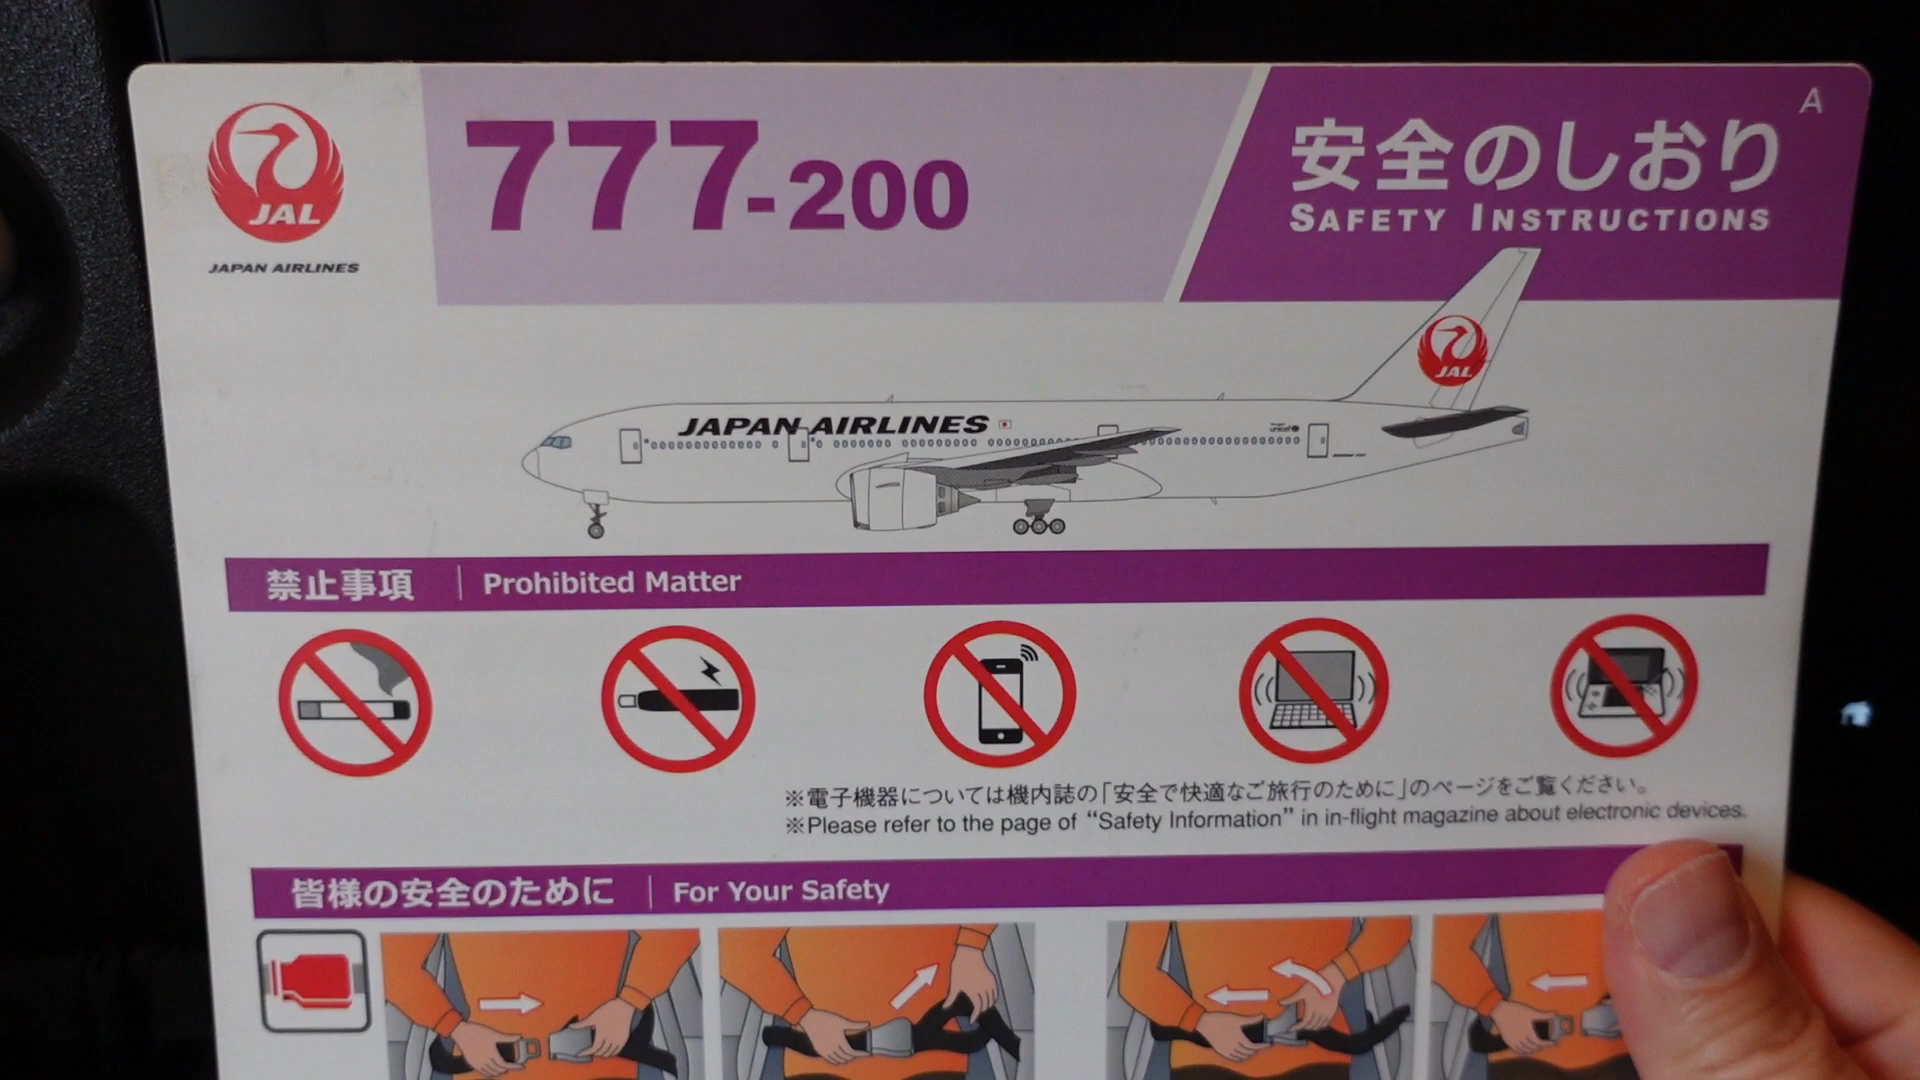 A
JAL
JAPAN AIRLINES
777-200
安全のしおり
SAFETY INSTRUCTIONS
JAL
JAPAN AIRLINES
unicef
禁止事項 | Prohibited Matter
※電子機器については機内誌の「安全で快適なご旅行のために」のページをご覧ください。
※Please refer to the page of “Safety Information” in in-flight magazine about electronic devices.
皆様の安全のために | For Your Safety